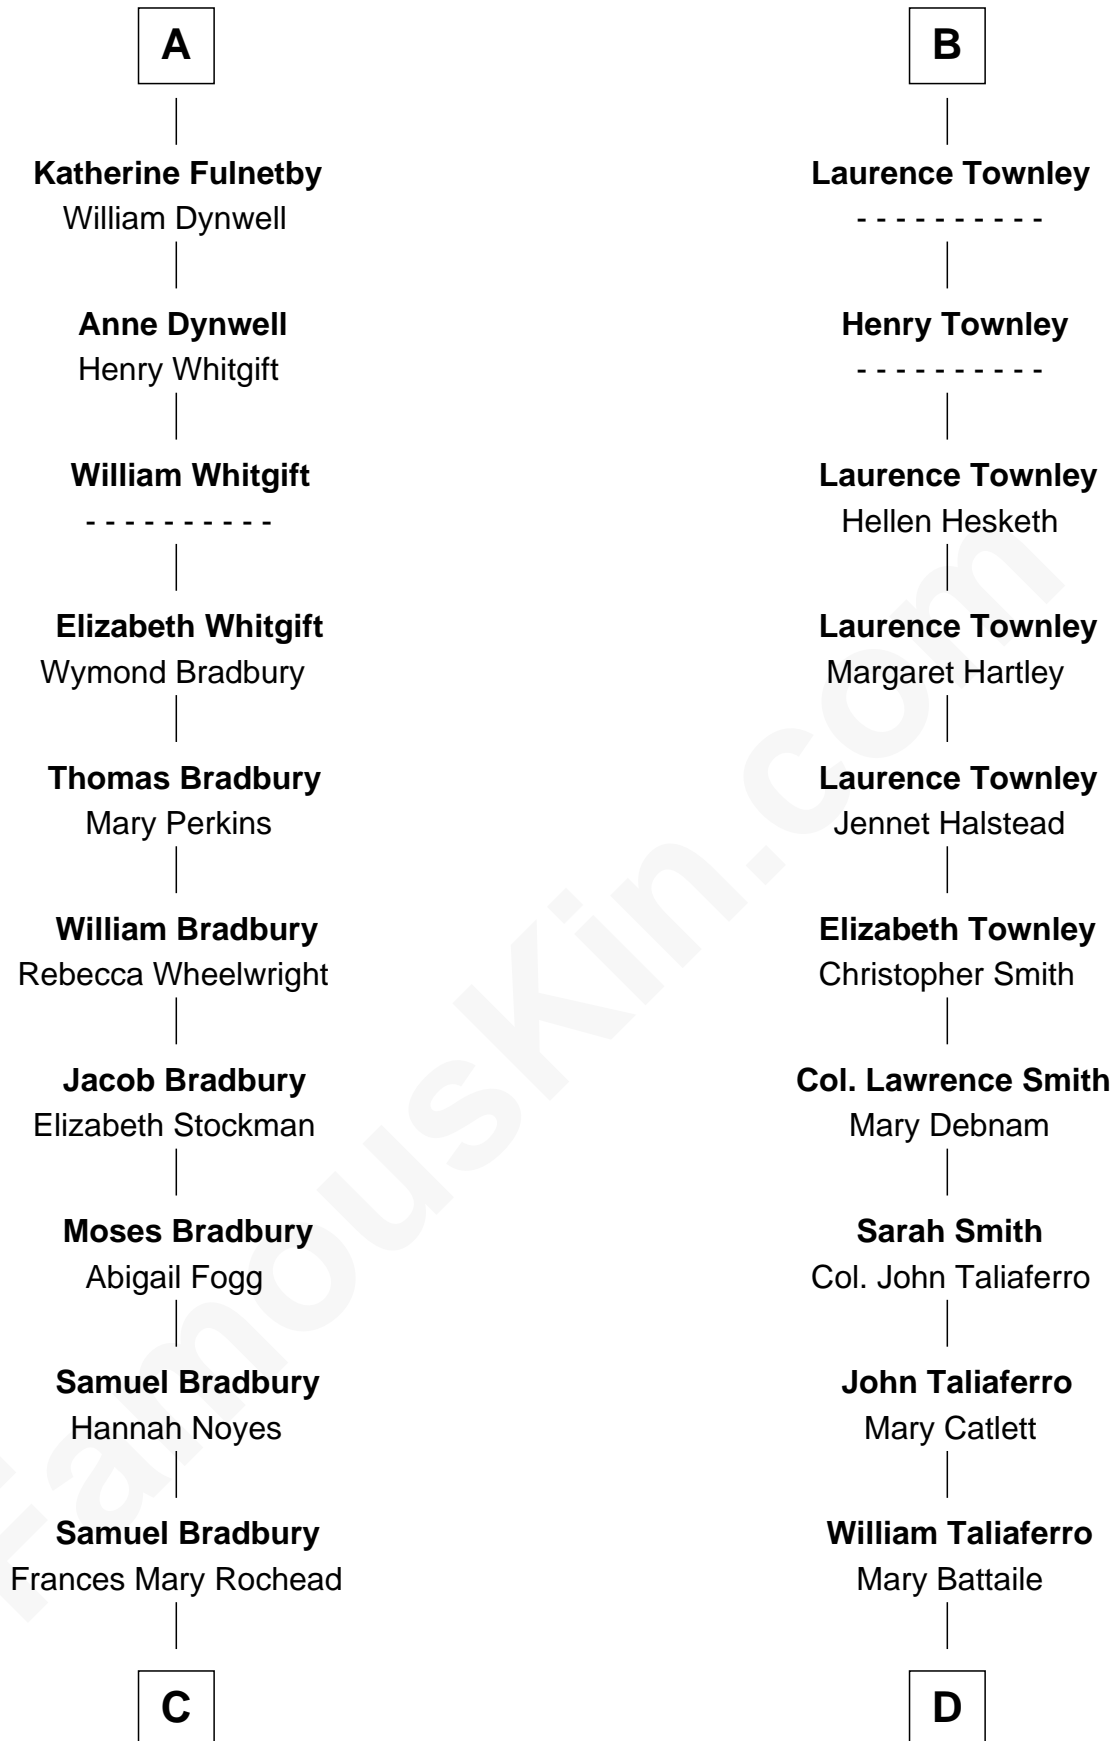 A
Katherine Fulnetby
William Dynwell
Anne Dynwell
Henry Whitgift
William Whitgift
- - - - - - - - - -
Elizabeth Whitgift
Wymond Bradbury
Thomas Bradbury
Mary Perkins
William Bradbury
Rebecca Wheelwright
Jacob Bradbury
Elizabeth Stockman
Moses Bradbury
Abigail Fogg
Samuel Bradbury
Hannah Noyes
Samuel Bradbury
Frances Mary Rochead
C
B
Laurence Townley
- - - - - - - - - -
Henry Townley
- - - - - - - - - -
Laurence Townley
Hellen Hesketh
Laurence Townley
Margaret Hartley
Laurence Townley
Jennet Halstead
Elizabeth Townley
Christopher Smith
Col. Lawrence Smith
Mary Debnam
Sarah Smith
Col. John Taliaferro
John Taliaferro
Mary Catlett
William Taliaferro
Mary Battaile
D
FamousKin.com